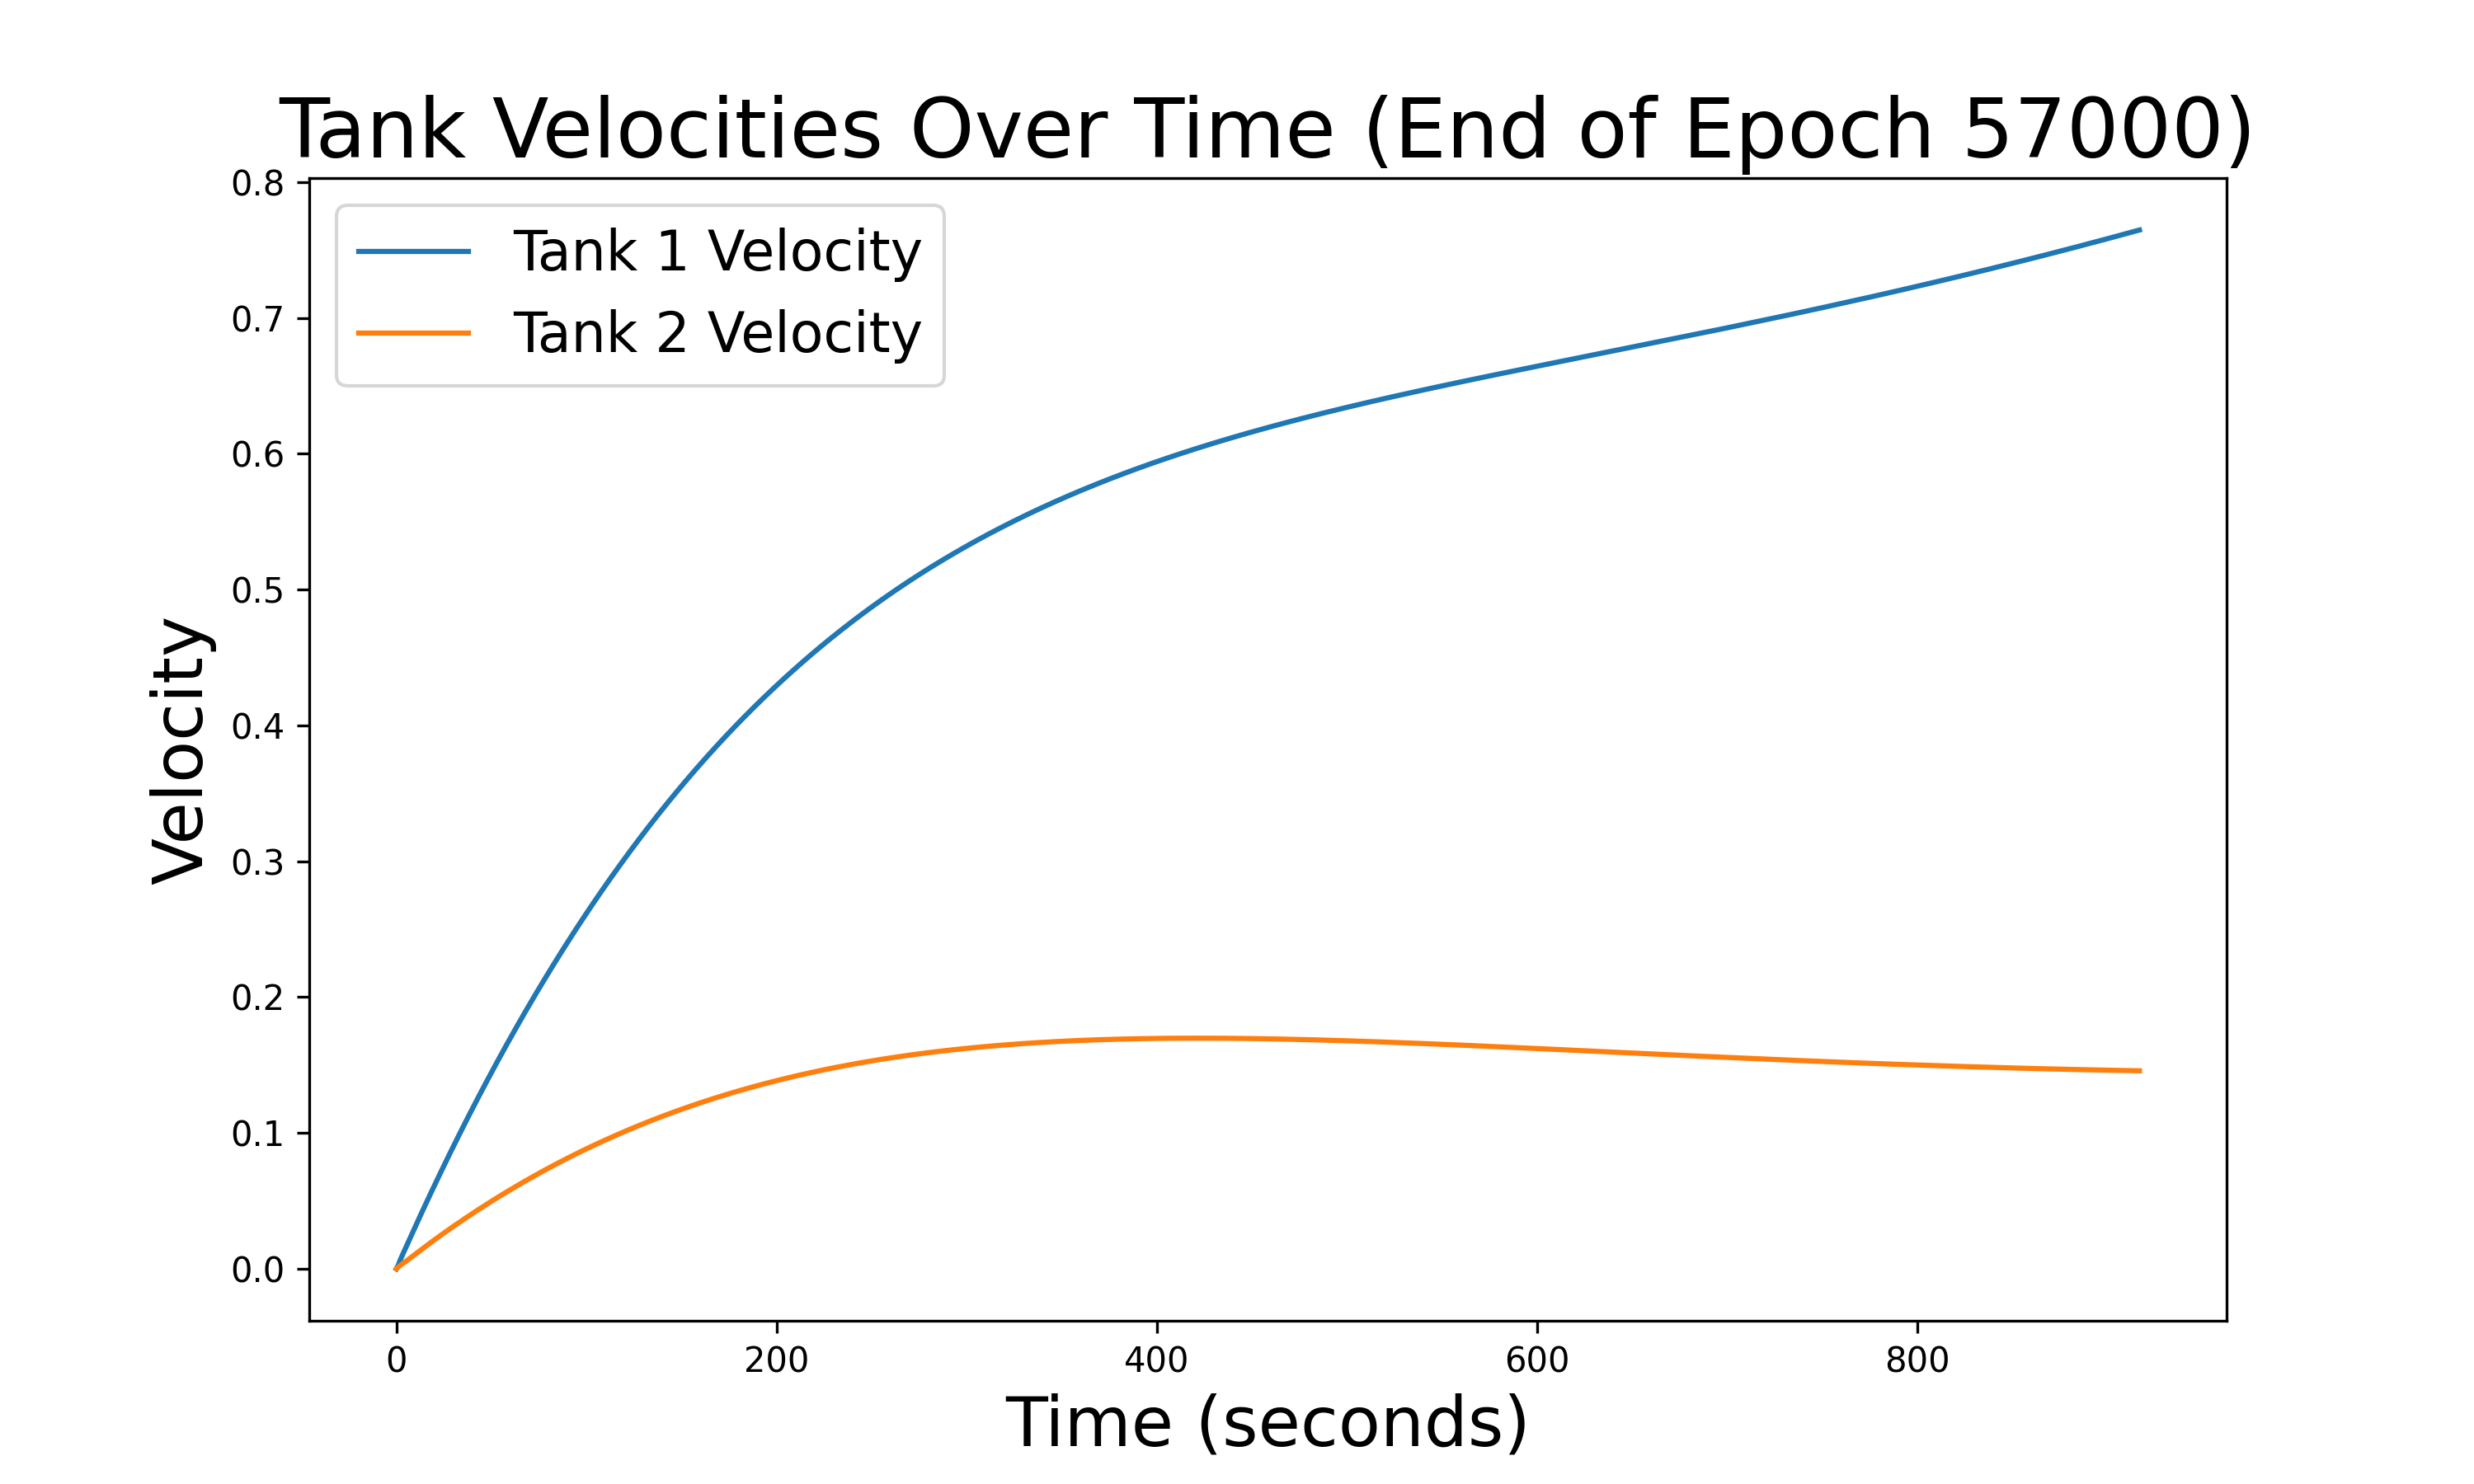 Tank Velocities Over Time (End of Epoch 57000)
Tank 1 Velocity
Tank 2 Velocity
Velocity
0.8
0.7
0.6
0.5
0.4
0.3
0.2
0.1
0.0
0 200 400 600 800
Time (seconds)